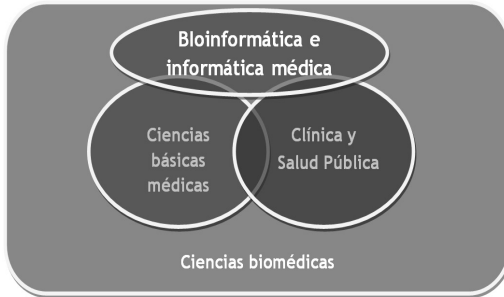 BIoinformática e
informática médica
Ciencias
básicas
médicas
Clínica y
Salud Pública
Ciencias biomédicas